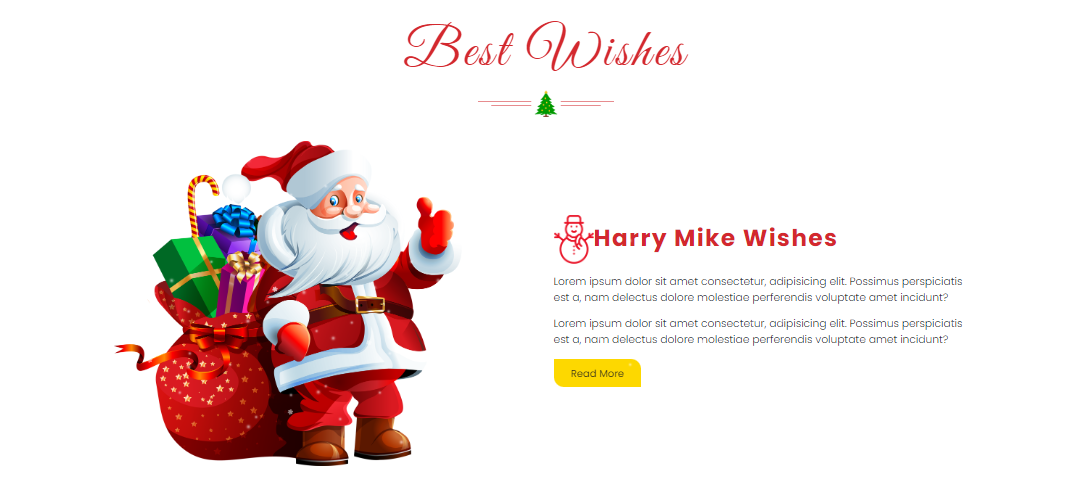 Best Wishes
Harry Mike Wishes
Lorem ipsum dolor sit amet consectetur, adipisicing elit. Possimus perspiciatis
est a, nam delectus dolore molestiae perferendis voluptate amet incidunt?
Lorem ipsum dolor sit amet consectetur, adipisicing elit. Possimus perspiciatis
est a, nam delectus dolore molestiae perferendis voluptate amet incidunt?
Read More